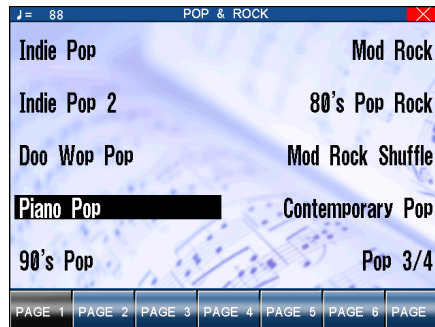 ♩= 88 POP & ROCK
Indie Pop Mod Rock
Indie Pop 2 80's Pop Rock
Doo Wop Pop Mod Rock Shuffle
Piano Pop Contemporary Pop
90's Pop Pop 3/4
PAGE 1 PAGE 2 PAGE 3 PAGE 4 PAGE 5 PAGE 6 PAGE